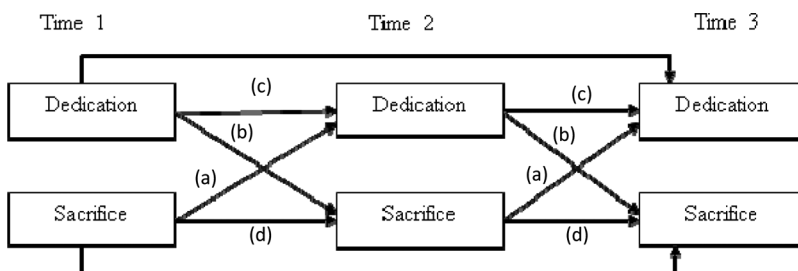 Time 1 Time 2 Time 3
(c) (c)
Dedication Dedication Dedication
(b) (b)
(a) (a)
Sacrifice Sacrifice Sacrifice
(d) (d)